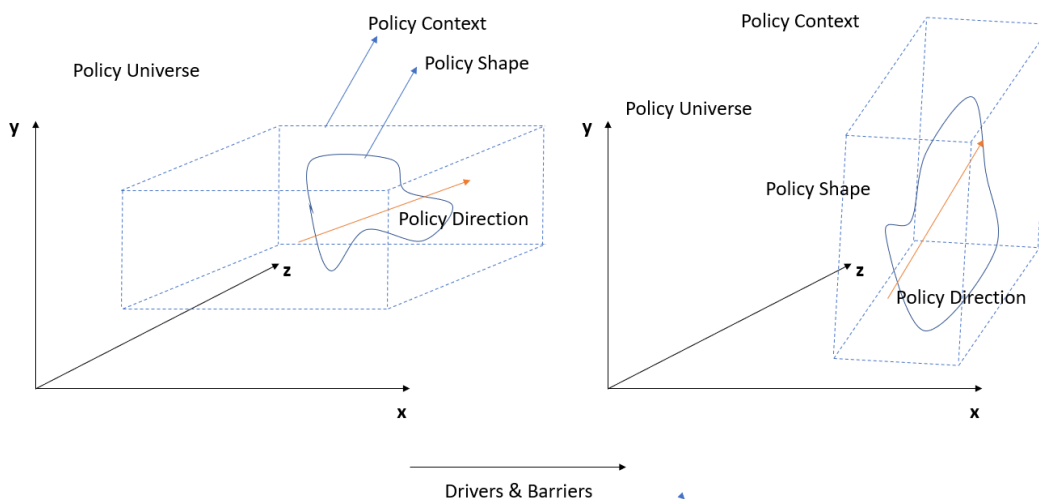 Policy Context
Policy Shape
Policy Universe
y
Policy Direction
z
x
Policy Context
Policy Universe
y
Policy Shape
z
Policy Direction
x
Drivers & Barriers